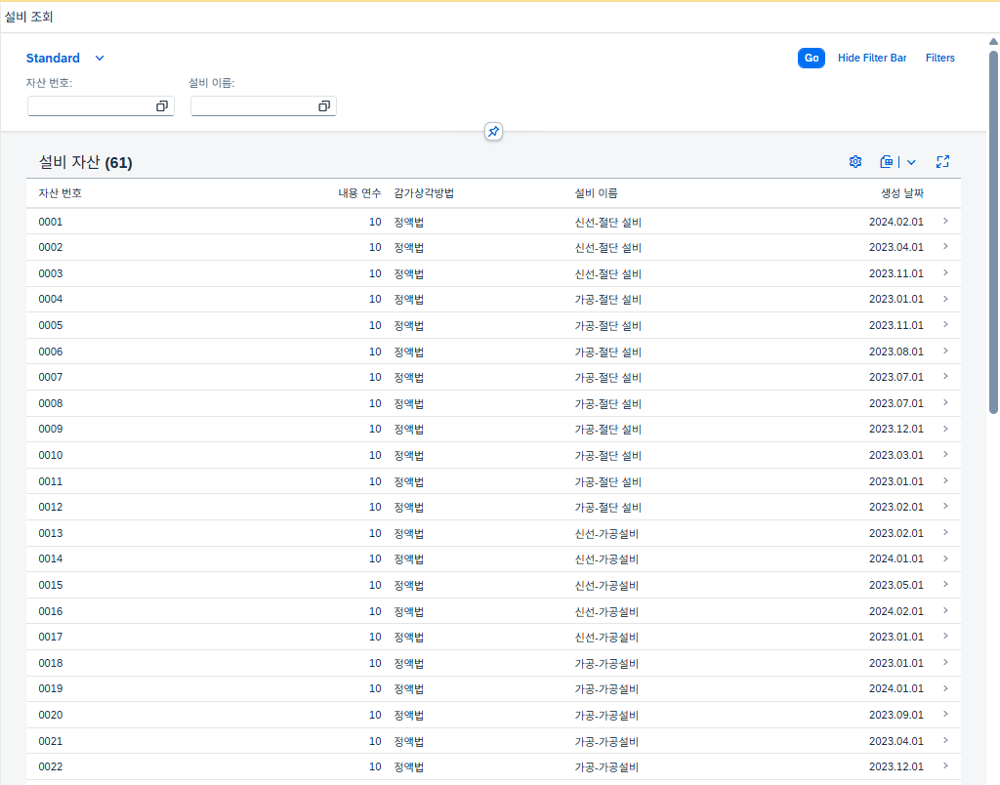 설비 조회
Standard Go Hide Filter Bar Filters
자산 번호: 설비 이름:
설비 자산 (61)
자산 번호 내용 연수 감가상각방법 설비 이름 생성 날짜
0001 10 정액법 신선-절단 설비 2024.02.01
0002 10 정액법 신선-절단 설비 2023.04.01
0003 10 정액법 신선-절단 설비 2023.11.01
0004 10 정액법 가공-절단 설비 2023.01.01
0005 10 정액법 가공-절단 설비 2023.11.01
0006 10 정액법 가공-절단 설비 2023.08.01
0007 10 정액법 가공-절단 설비 2023.07.01
0008 10 정액법 가공-절단 설비 2023.07.01
0009 10 정액법 가공-절단 설비 2023.12.01
0010 10 정액법 가공-절단 설비 2023.03.01
0011 10 정액법 가공-절단 설비 2023.01.01
0012 10 정액법 가공-절단 설비 2023.02.01
0013 10 정액법 신선-가공설비 2023.02.01
0014 10 정액법 신선-가공설비 2024.01.01
0015 10 정액법 신선-가공설비 2023.05.01
0016 10 정액법 신선-가공설비 2024.02.01
0017 10 정액법 신선-가공설비 2023.01.01
0018 10 정액법 가공-가공설비 2023.01.01
0019 10 정액법 가공-가공설비 2024.01.01
0020 10 정액법 가공-가공설비 2023.09.01
0021 10 정액법 가공-가공설비 2023.04.01
0022 10 정액법 가공-가공설비 2023.12.01